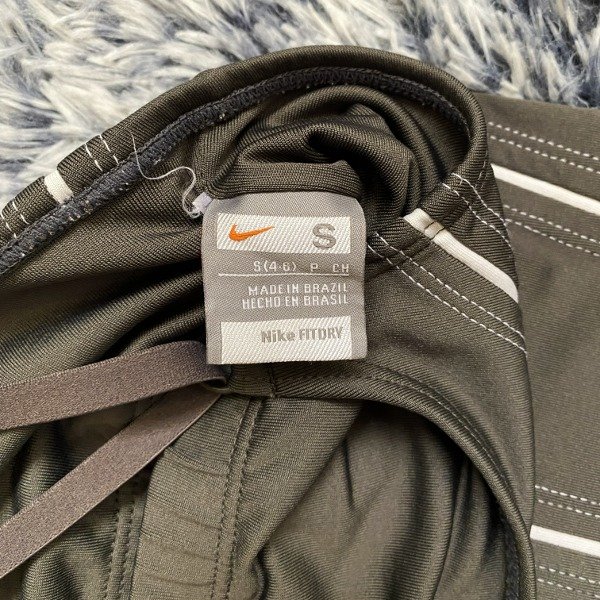 S
S(4-6) P CH
MADE IN BRAZIL
HECHO EN BRASIL
Nike FITDRY